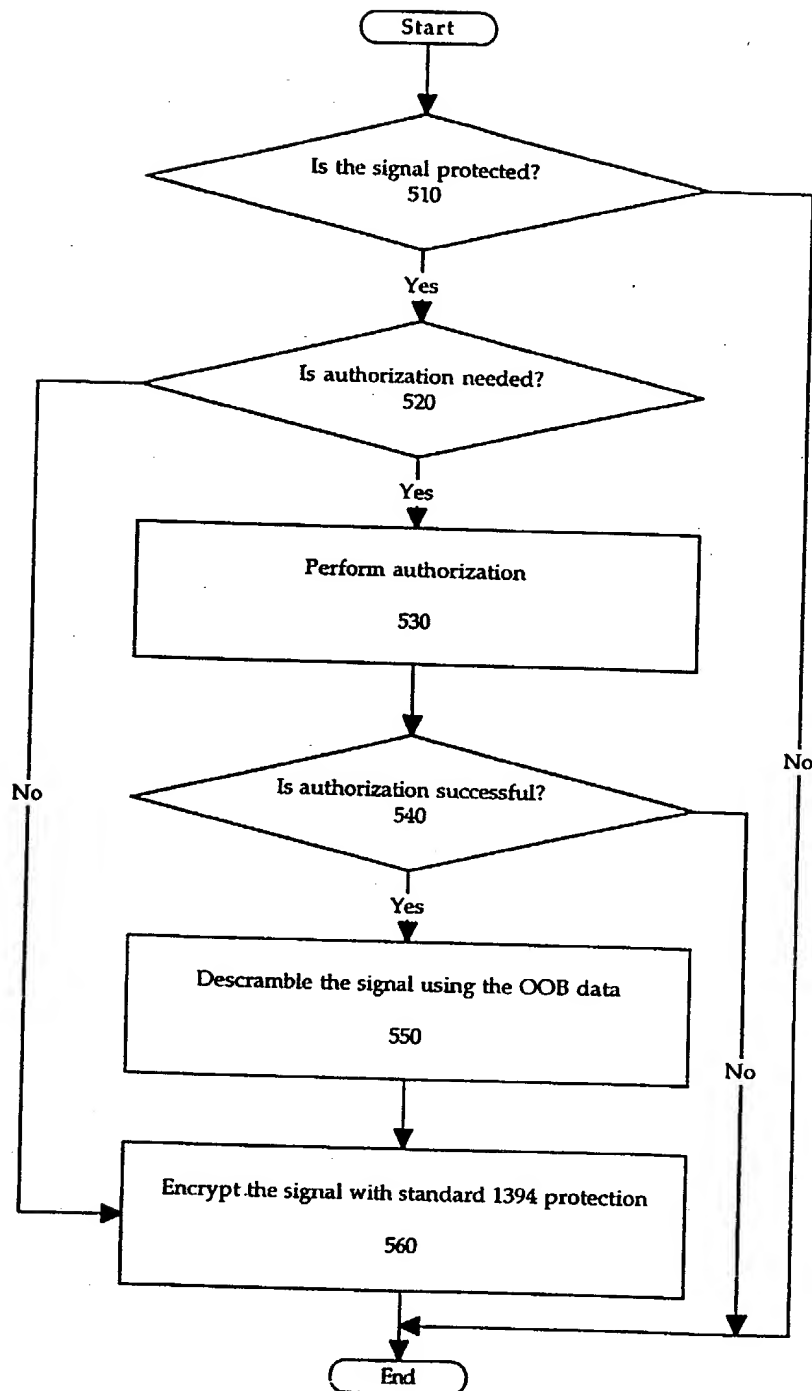 Start
Is the signal protected?
510
Yes
Is authorization needed?
520
Yes
Perform authorization
530
No
No
Is authorization successful?
540
Yes
Descramble the signal using the OOB data
550
No
Encrypt the signal with standard 1394 protection
560
End